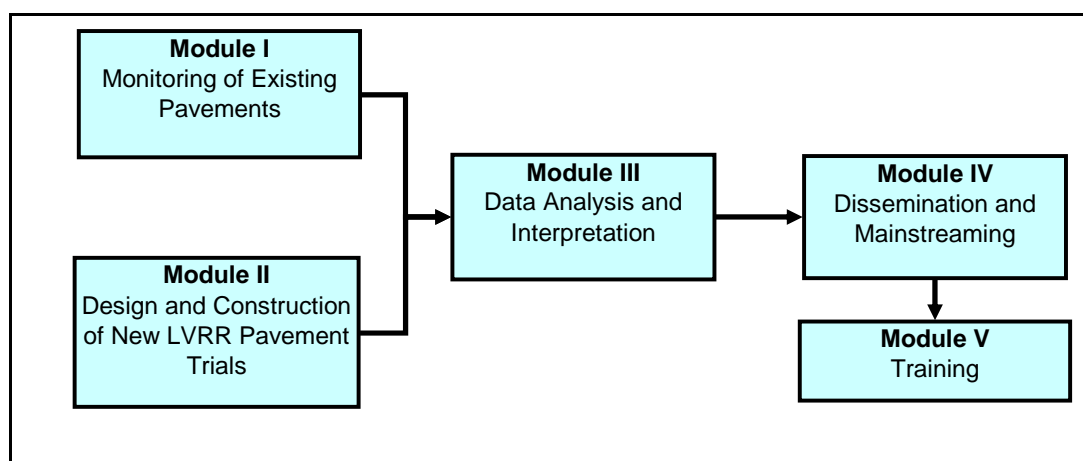 Module I
Monitoring of Existing
Pavements
Module II
Design and Construction
of New LVRR Pavement
Trials
Module III
Data Analysis and
Interpretation
Module IV
Dissemination and
Mainstreaming
Module V
Training